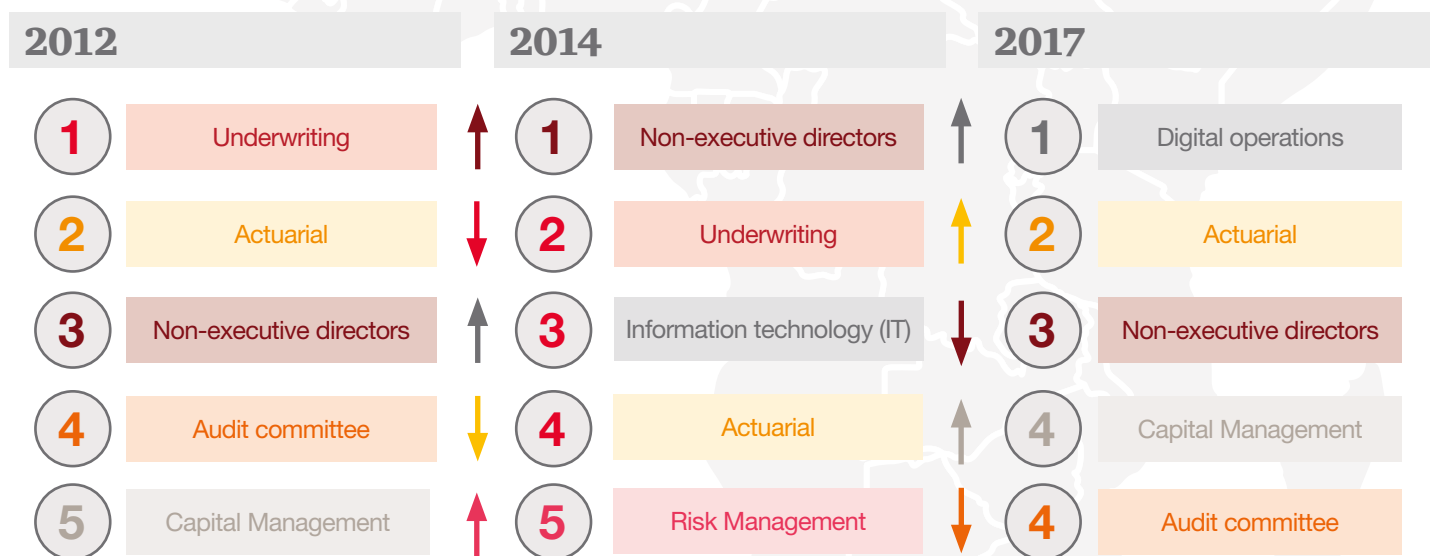 2012
2014
2017
1
Underwriting
1
Non-executive directors
1
Digital operations
2
Actuarial
2
Underwriting
2
Actuarial
3
Non-executive directors
3
Information technology (IT)
3
Non-executive directors
4
Audit committee
4
Actuarial
4
Capital Management
5
Capital Management
5
Risk Management
4
Audit committee